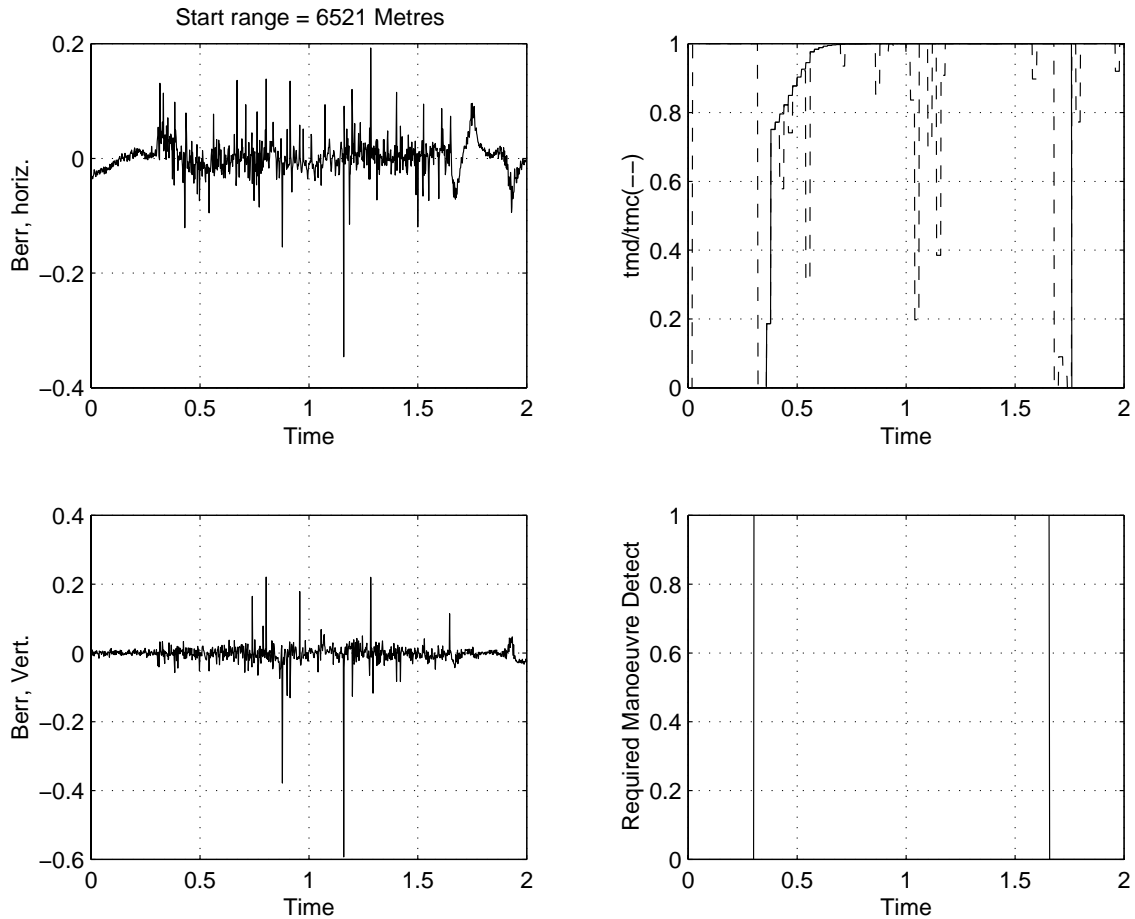 Start range = 6521 Metres
0.2
0
−0.2
−0.4
Berr, horiz.
0 0.5 1 1.5 2
Time
1
0.8
0.6
0.4
0.2
0
tmd/tmc(−−)
0 0.5 1 1.5 2
Time
0.4
0.2
0
−0.2
−0.4
−0.6
Berr, Vert.
0 0.5 1 1.5 2
Time
1
0.8
0.6
0.4
0.2
0
Required Manoeuvre Detect
0 0.5 1 1.5 2
Time